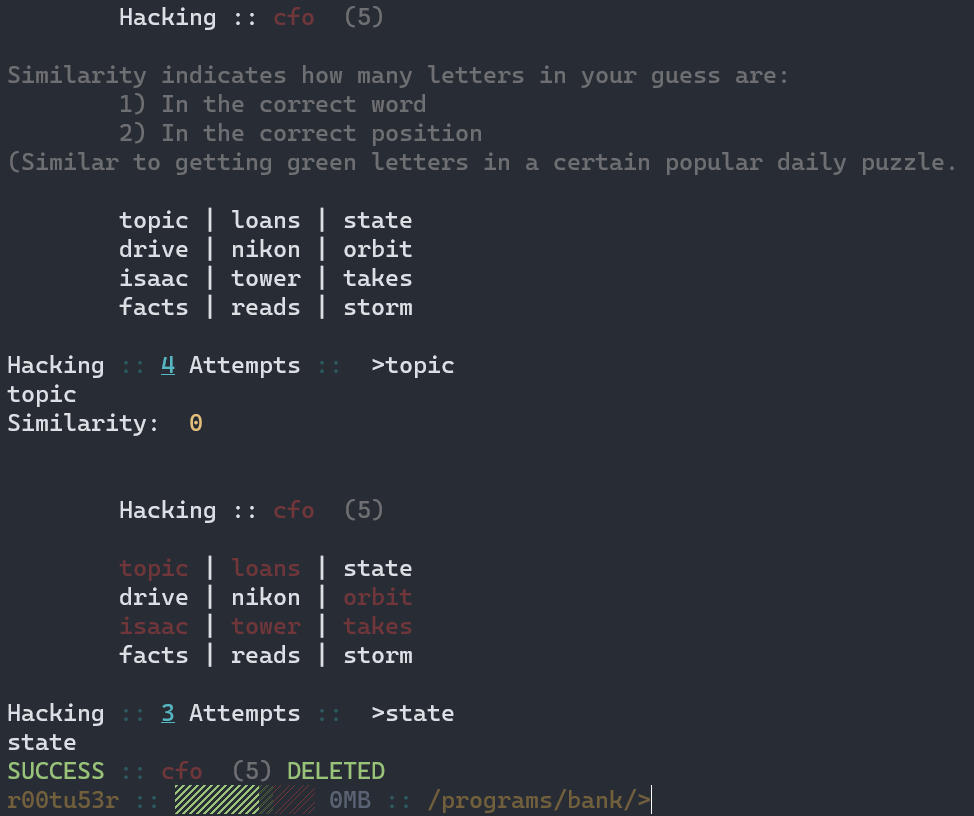 Hacking :: cfo (5)
Similarity indicates how many letters in your guess are:
1) In the correct word
2) In the correct position
(Similar to getting green letters in a certain popular daily puzzle.
topic | loans | state
drive | nikon | orbit
isaac | tower | takes
facts | reads | storm
Hacking :: 4 Attempts :: >topic
topic
Similarity: 0
Hacking :: cfo (5)
topic | loans | state
drive | nikon | orbit
isaac | tower | takes
facts | reads | storm
Hacking :: 3 Attempts :: >state
state
SUCCESS :: cfo (5) DELETED
r00tu53r :: 0MB :: /programs/bank/>